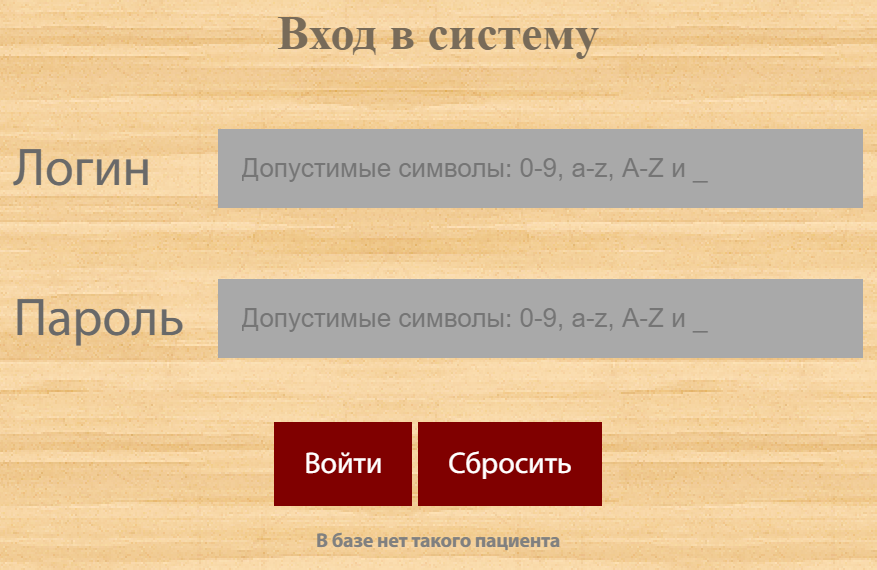 Вход в систему
Логин
Допустимые символы: 0-9, a-z, A-Z и _
Пароль
Допустимые символы: 0-9, a-z, A-Z и _
Войти Сбросить
В базе нет такого пациента